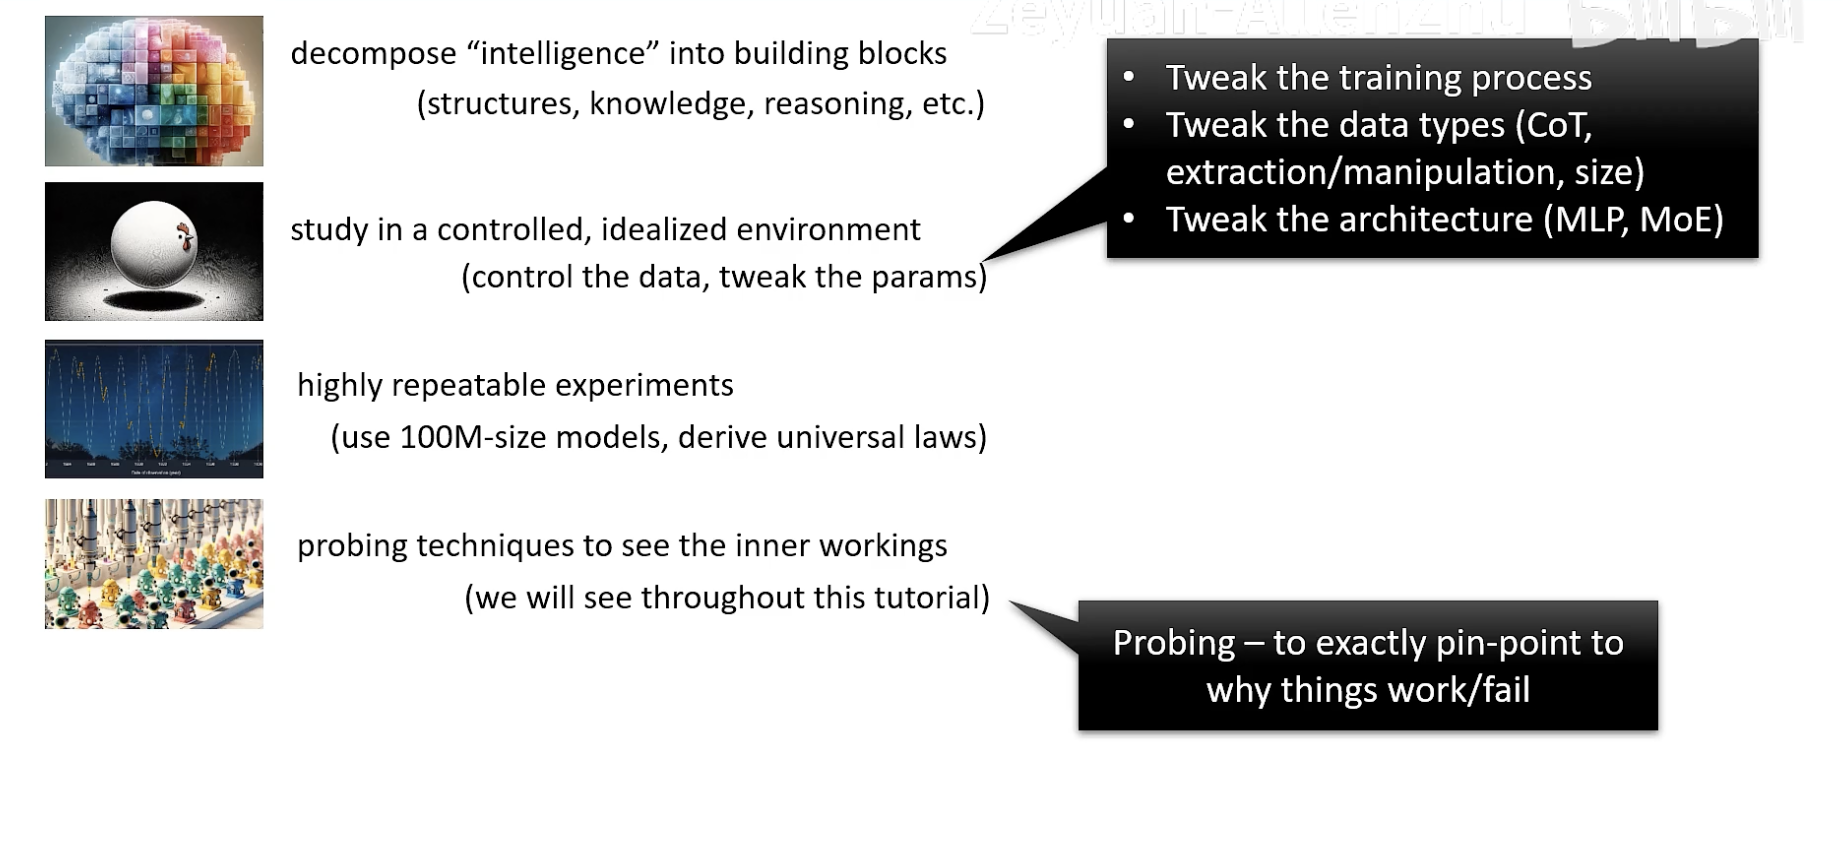 Zeyuan-AllenZhu
decompose “intelligence” into building blocks
(structures, knowledge, reasoning, etc.)
• Tweak the training process
• Tweak the data types (CoT,
extraction/manipulation, size)
• Tweak the architecture (MLP, MoE)
study in a controlled, idealized environment
(control the data, tweak the params)
highly repeatable experiments
(use 100M-size models, derive universal laws)
probing techniques to see the inner workings
(we will see throughout this tutorial)
Probing – to exactly pin-point to
why things work/fail